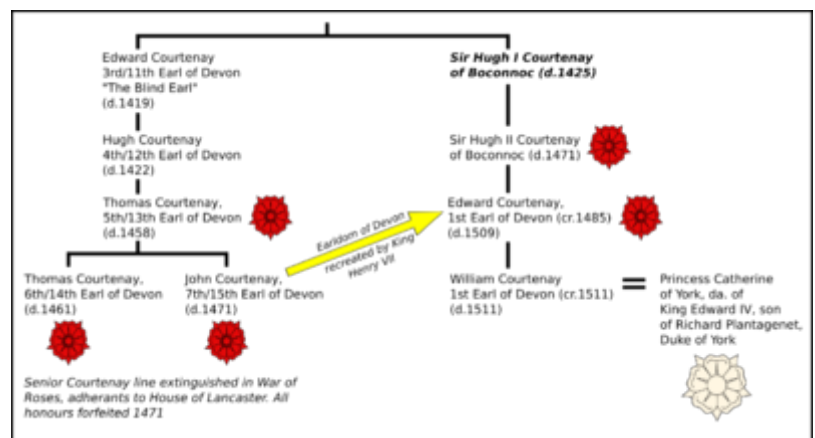 Edward Courtenay
3rd/11th Earl of Devon
"The Blind Earl"
(d.1419)
Hugh Courtenay
4th/12th Earl of Devon
(d.1422)
Thomas Courtenay,
5th/13th Earl of Devon
(d.1458)
Thomas Courtenay,
6th/14th Earl of Devon
(d.1461)
John Courtenay,
7th/15th Earl of Devon
(d.1471)
Senior Courtenay line extinguished in War of
Roses, adherants to House of Lancaster. All
honours forfeited 1471
Earldom of Devon
recreated by King
Henry VII
Sir Hugh I Courtenay
of Boconnoc (d.1425)
Sir Hugh II Courtenay
of Boconnoc (d.1471)
Edward Courtenay,
1st Earl of Devon (cr.1485)
(d.1509)
William Courtenay
1st Earl of Devon (cr.1511)
(d.1511)
=
Princess Catherine
of York, da. of
King Edward IV, son
of Richard Plantagenet,
Duke of York